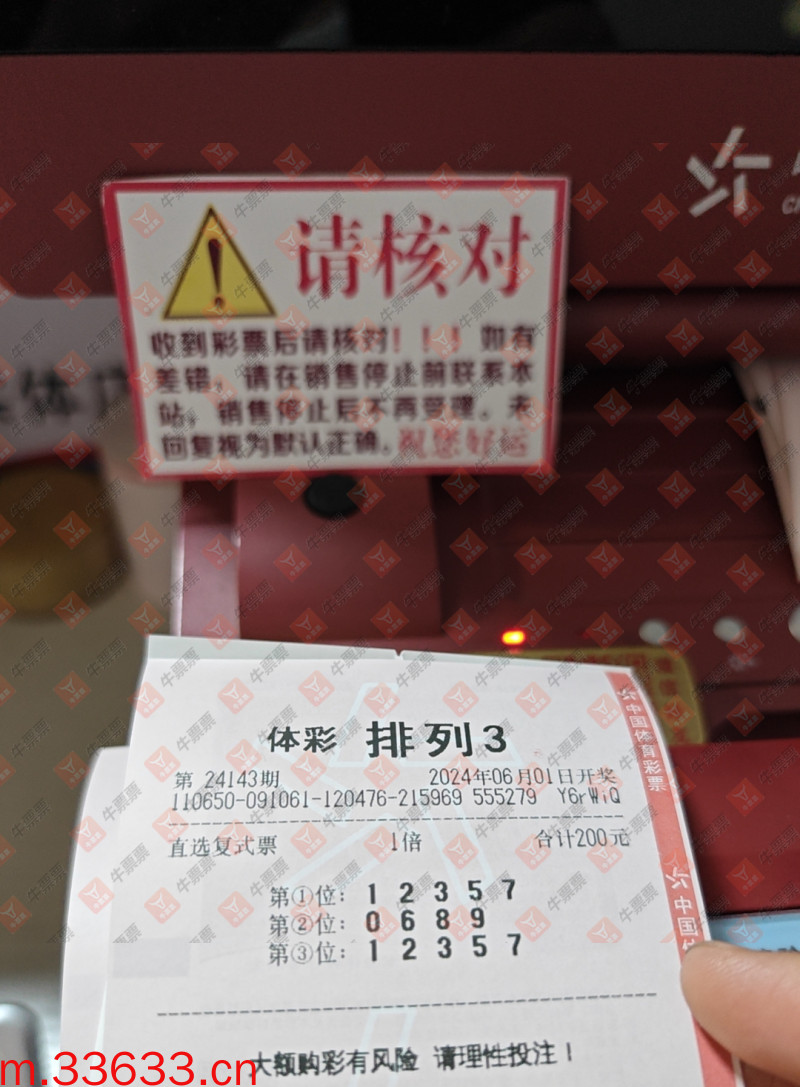 请核对
收到彩票后请核对！！！如有
差错，请在销售停止前联系本
站，销售停止后不再受理。未
回复视为默认正确。祝您好运
体彩 排列3
第 24143期 2024年06月01日开奖
110650-091061-120476-215969 555279 Y6rWiQ
直选复式票 1倍 合计200元
第①位： 1 2 3 5 7
第②位： 0 6 8 9
第③位： 1 2 3 5 7
大额购彩有风险 请理性投注！
中国体育彩票
中国体
牛票票
m.33633.cn